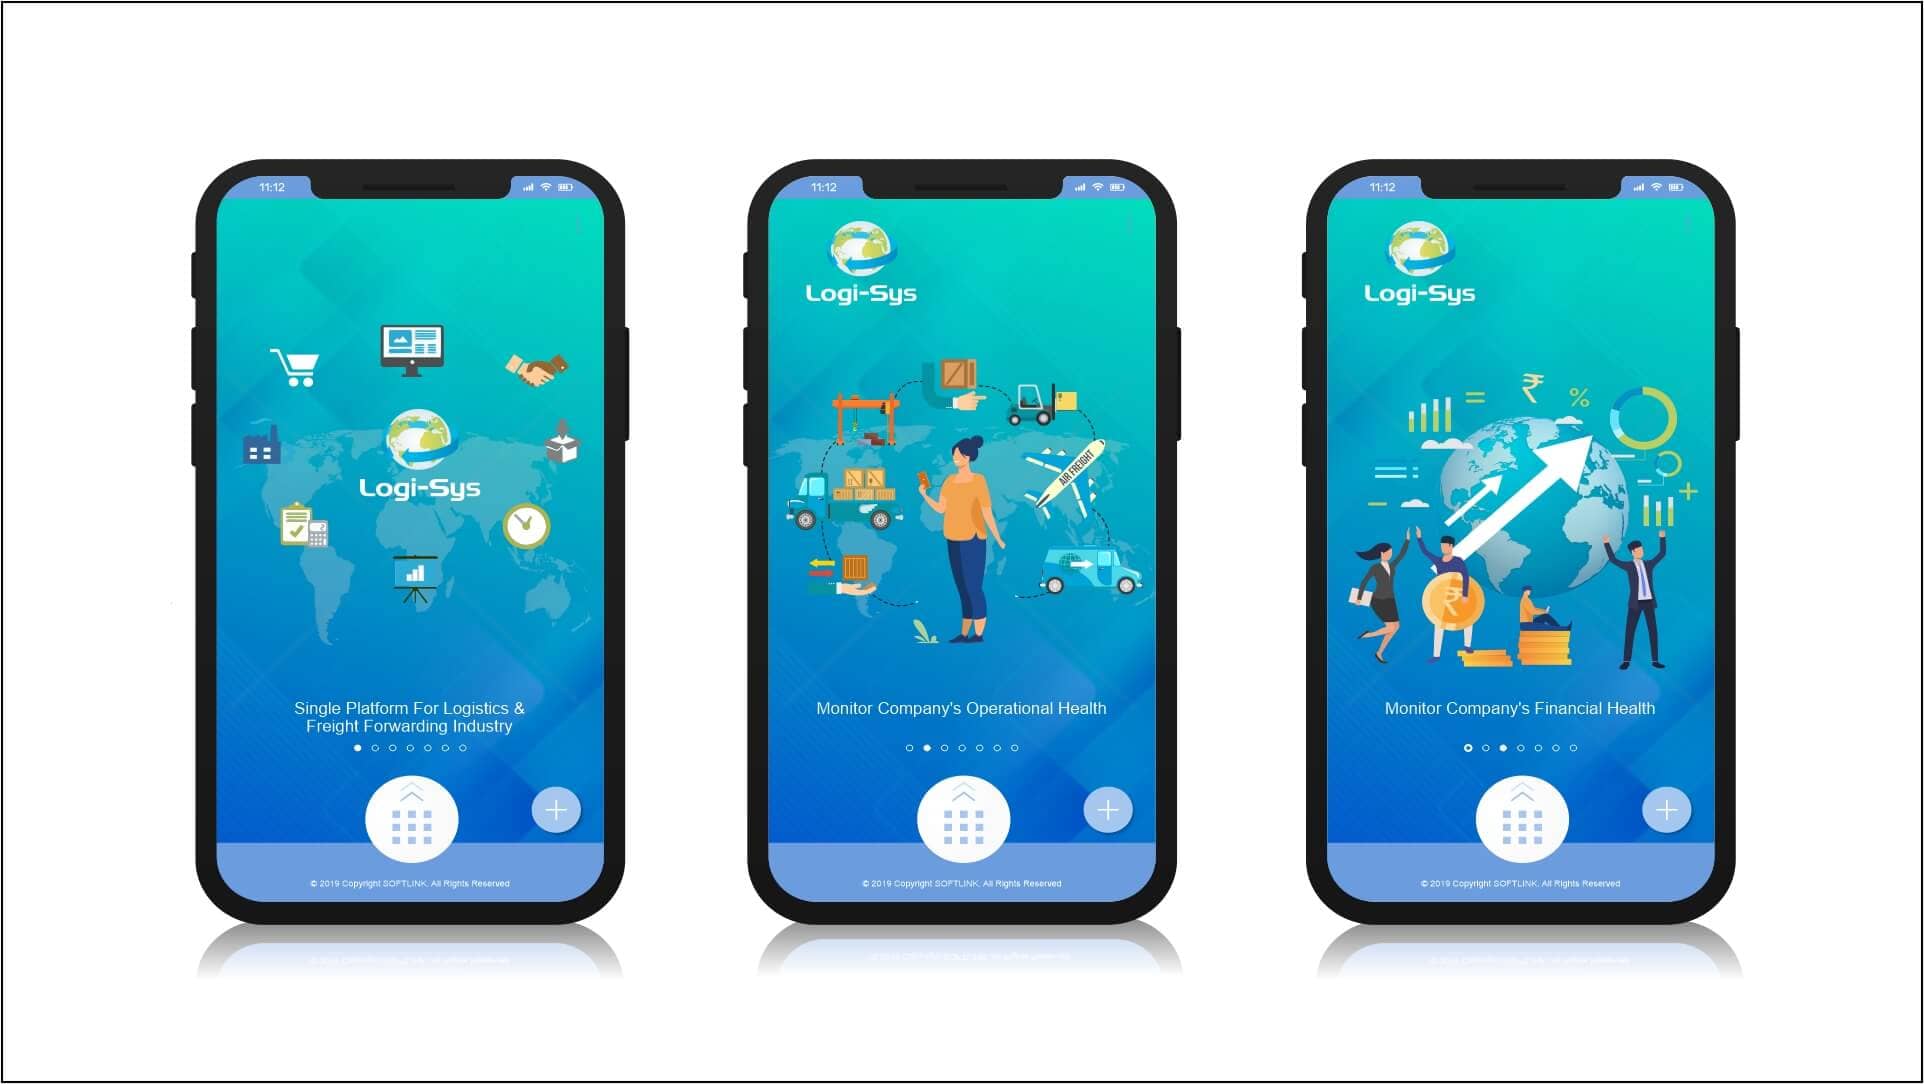 11:12
Logi-Sys
Single Platform For Logistics &
Freight Forwarding Industry
© 2019 Copyright SOFTLINK. All Rights Reserved
11:12
Logi-Sys
AIR FREIGHT
Monitor Company's Operational Health
© 2019 Copyright SOFTLINK. All Rights Reserved
11:12
Logi-Sys
₹
%
₹
Monitor Company's Financial Health
© 2019 Copyright SOFTLINK. All Rights Reserved